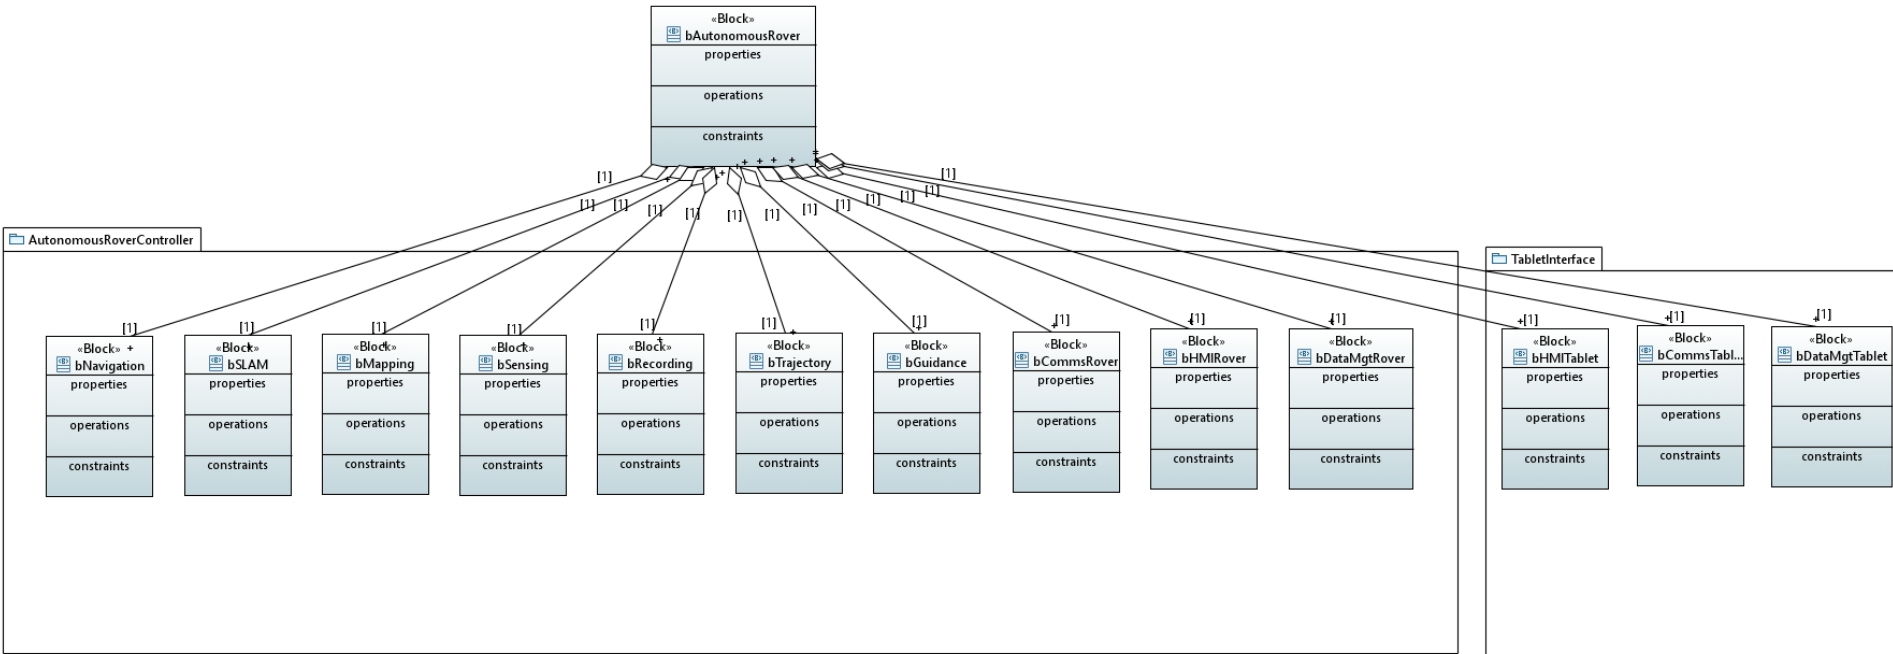 «Block»
bAutonomousRover
properties
operations
constraints
[1]
[1]
[1]
[1]
[1]
[1]
[1]
[1]
[1]
[1]
[1]
[1]
[1]
AutonomousRoverController
TabletInterface
[1]
[1]
[1]
[1]
[1]
[1]
[1]
[1]
[1]
[1]
[1]
[1]
[1]
«Block»
bNavigation
properties
operations
constraints
«Block»
bSLAM
properties
operations
constraints
«Block»
bMapping
properties
operations
constraints
«Block»
bSensing
properties
operations
constraints
«Block»
bRecording
properties
operations
constraints
«Block»
bTrajectory
properties
operations
constraints
«Block»
bGuidance
properties
operations
constraints
«Block»
bCommsRover
properties
operations
constraints
«Block»
bHMIRover
properties
operations
constraints
«Block»
bDataMgtRover
properties
operations
constraints
«Block»
bHMITablet
properties
operations
constraints
«Block»
bCommsTabl...
properties
operations
constraints
«Block»
bDataMgtTablet
properties
operations
constraints